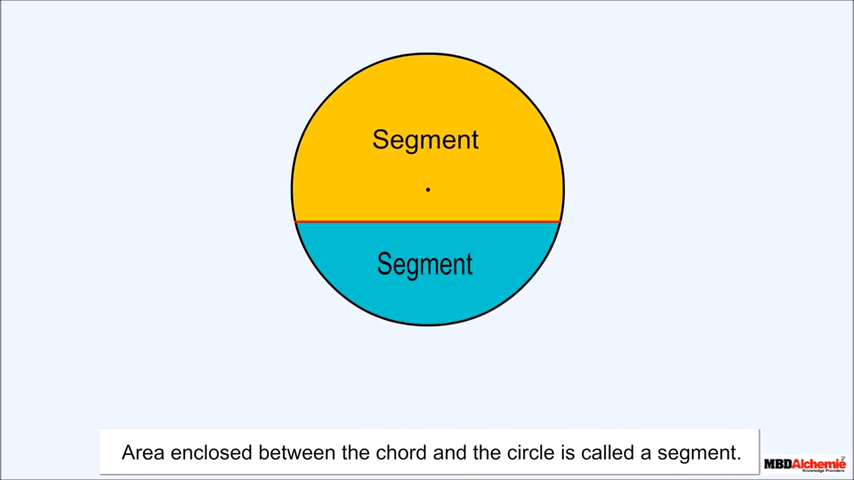 Segment
Segment
Area enclosed between the chord and the circle is called a segment.
MBDAlchemie
Knowledge Providers